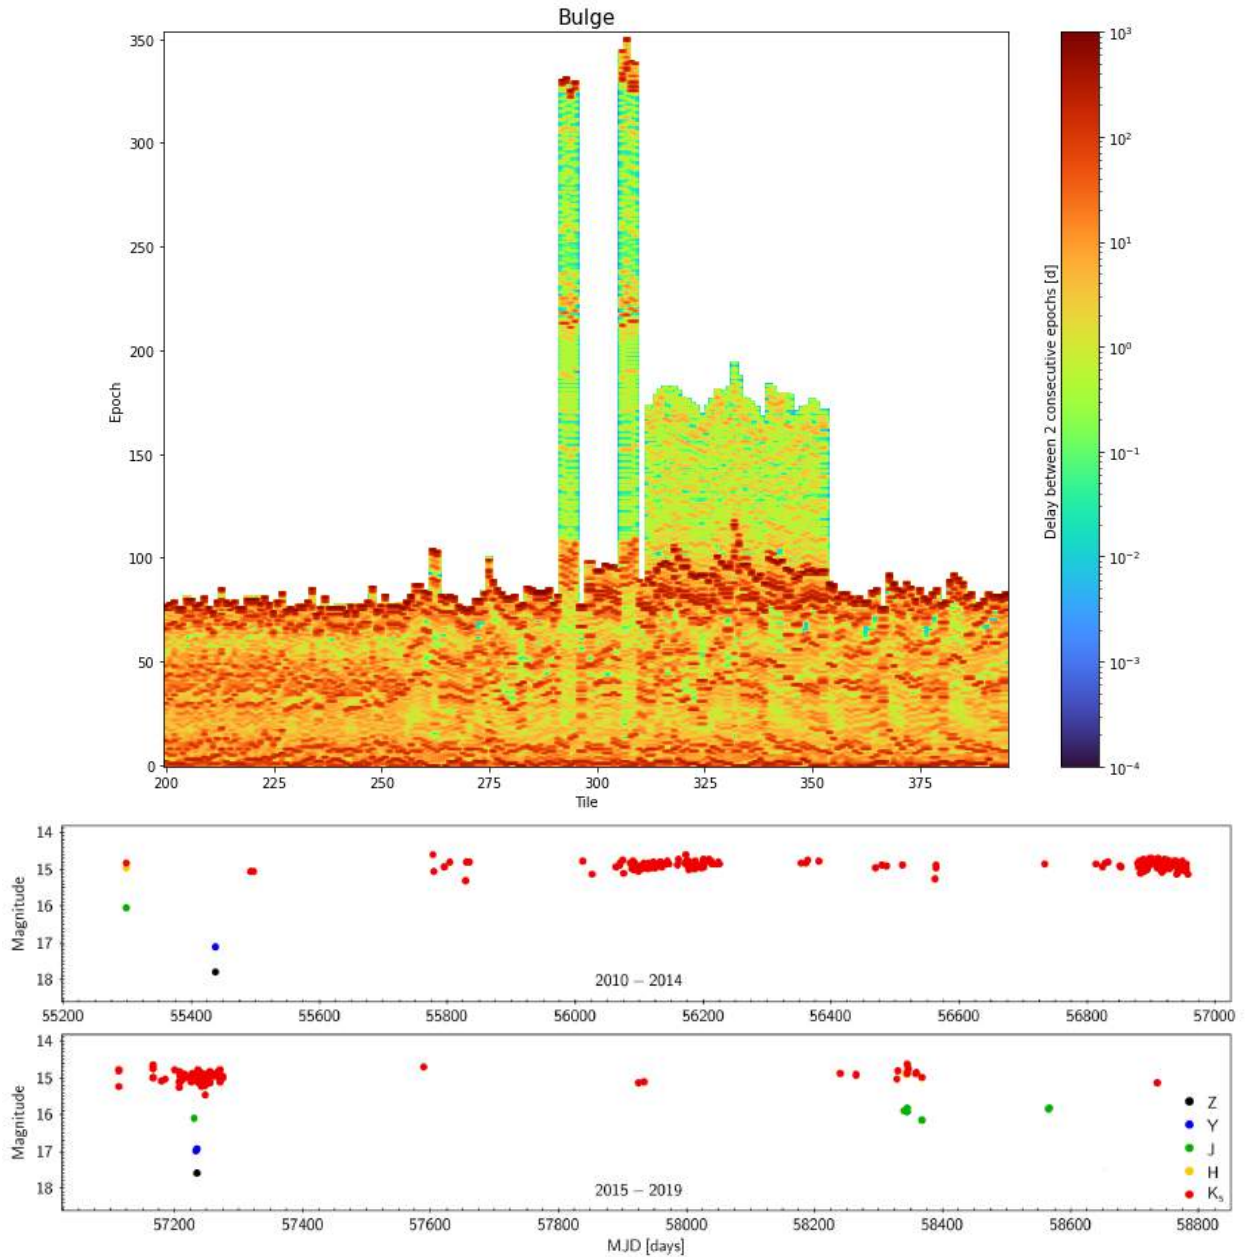 Bulge
350
300
250
200
150
100
50
0
Epoch
200 225 250 275 300 325 350 375
Tile
10³
10²
10¹
10⁰
10⁻¹
10⁻²
10⁻³
10⁻⁴
Delay between 2 consecutive epochs [d]
14
15
16
17
18
Magnitude
2010 − 2014
55200 55400 55600 55800 56000 56200 56400 56600 56800 57000
14
15
16
17
18
Magnitude
2015 − 2019
Z
Y
J
H
Kₛ
57200 57400 57600 57800 58000 58200 58400 58600 58800
MJD [days]